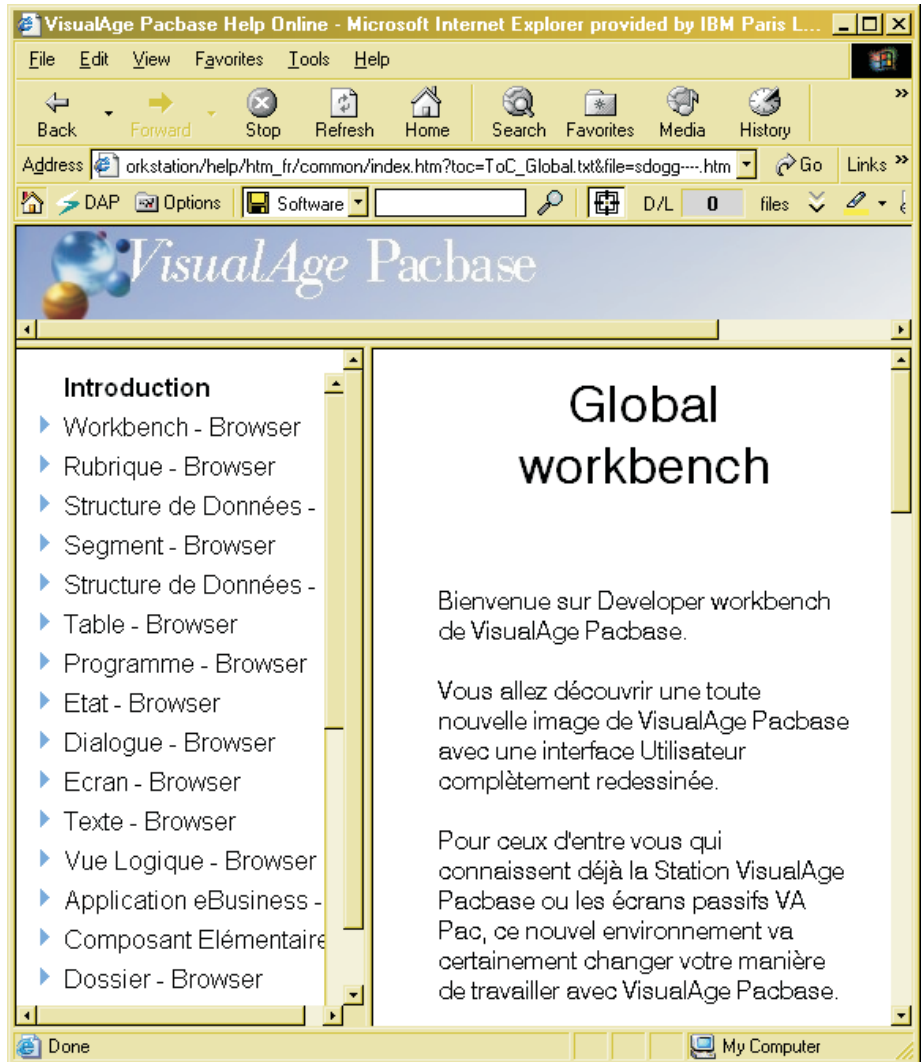 VisualAge Pacbase Help Online - Microsoft Internet Explorer provided by IBM Paris L...
File Edit View Favorites Tools Help
Back Forward Stop Refresh Home Search Favorites Media History »
Address orkstation/help/htm_fr/common/index.htm?toc=ToC_Global.txt&file=sdogg----.htm Go Links »
DAP Options Software D/L 0 files
VisualAge Pacbase
Introduction
Workbench - Browser
Rubrique - Browser
Structure de Données -
Segment - Browser
Structure de Données -
Table - Browser
Programme - Browser
Etat - Browser
Dialogue - Browser
Ecran - Browser
Texte - Browser
Vue Logique - Browser
Application eBusiness -
Composant Elémentaire
Dossier - Browser
Global
workbench
Bienvenue sur Developer workbench
de VisualAge Pacbase.
Vous allez découvrir une toute
nouvelle image de VisualAge Pacbase
avec une interface Utilisateur
complètement redessinée.
Pour ceux d'entre vous qui
connaissent déjà la Station VisualAge
Pacbase ou les écrans passifs VA
Pac, ce nouvel environnement va
certainement changer votre manière
de travailler avec VisualAge Pacbase.
Done My Computer